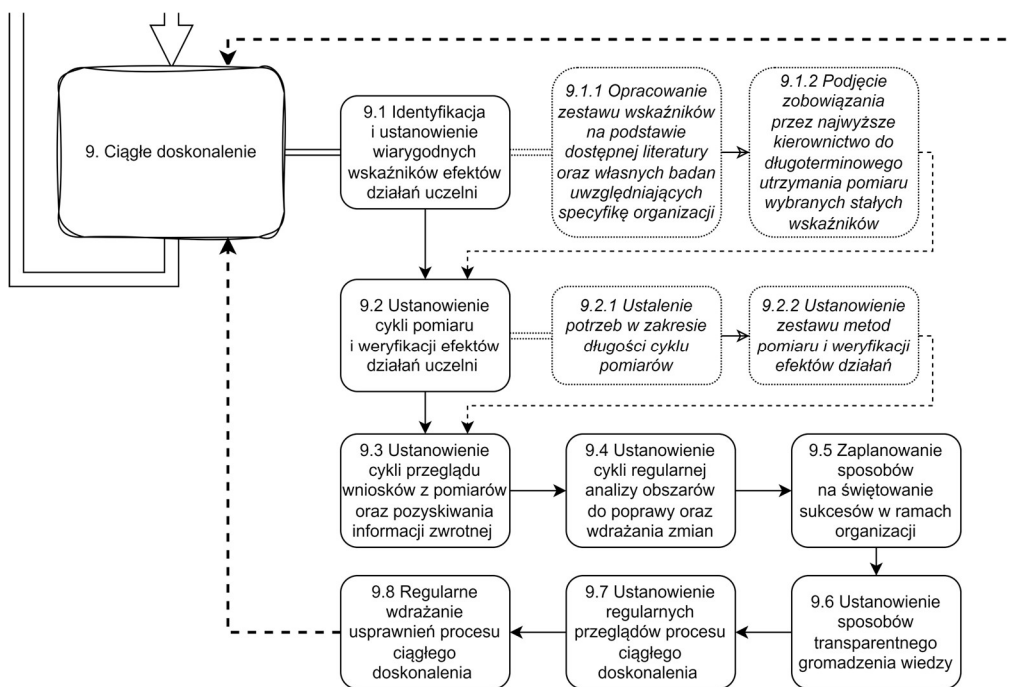 9. Ciągłe doskonalenie
9.1 Identyfikacja
i ustanowienie
wiarygodnych
wskaźników efektów
działań uczelni
9.1.1 Opracowanie
zestawu wskaźników
na podstawie
dostępnej literatury
oraz własnych badan
uwzględniających
specyfikę organizacji
9.1.2 Podjęcie
zobowiązania
przez najwyższe
kierownictwo do
długoterminowego
utrzymania pomiaru
wybranych stałych
wskaźników
9.2 Ustanowienie
cykli pomiaru
i weryfikacji efektów
działań uczelni
9.2.1 Ustalenie
potrzeb w zakresie
długości cyklu
pomiarów
9.2.2 Ustanowienie
zestawu metod
pomiaru i weryfikacji
efektów działań
9.3 Ustanowienie
cykli przeglądu
wniosków z pomiarów
oraz pozyskiwania
informacji zwrotnej
9.4 Ustanowienie
cykli regularnej
analizy obszarów
do poprawy oraz
wdrażania zmian
9.5 Zaplanowanie
sposobów
na świętowanie
sukcesów w ramach
organizacji
9.6 Ustanowienie
sposobów
transparentnego
gromadzenia wiedzy
9.7 Ustanowienie
regularnych
przeglądów procesu
ciągłego
doskonalenia
9.8 Regularne
wdrażanie
usprawnień procesu
ciągłego
doskonalenia